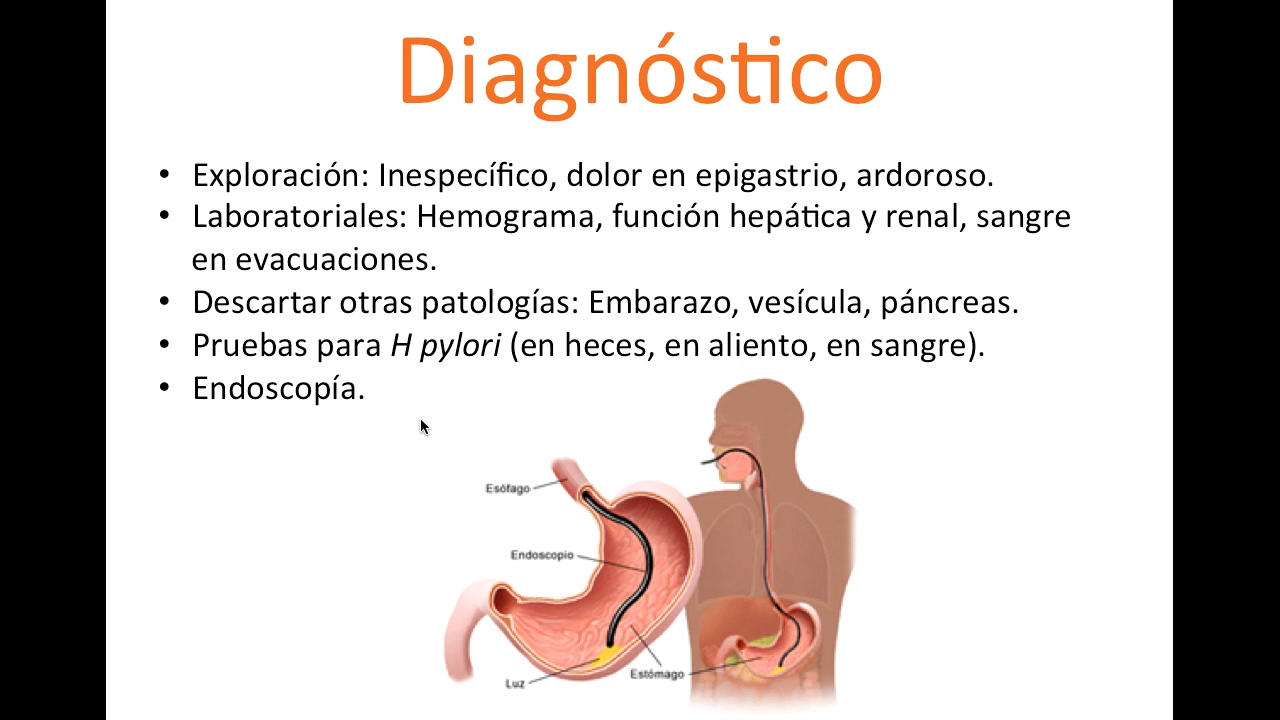 Diagnóstico
• Exploración: Inespecífico, dolor en epigastrio, ardoroso.
• Laboratoriales: Hemograma, función hepática y renal, sangre
en evacuaciones.
• Descartar otras patologías: Embarazo, vesícula, páncreas.
• Pruebas para H pylori (en heces, en aliento, en sangre).
• Endoscopía.
Esófago
Endoscopio
Estómago
Luz